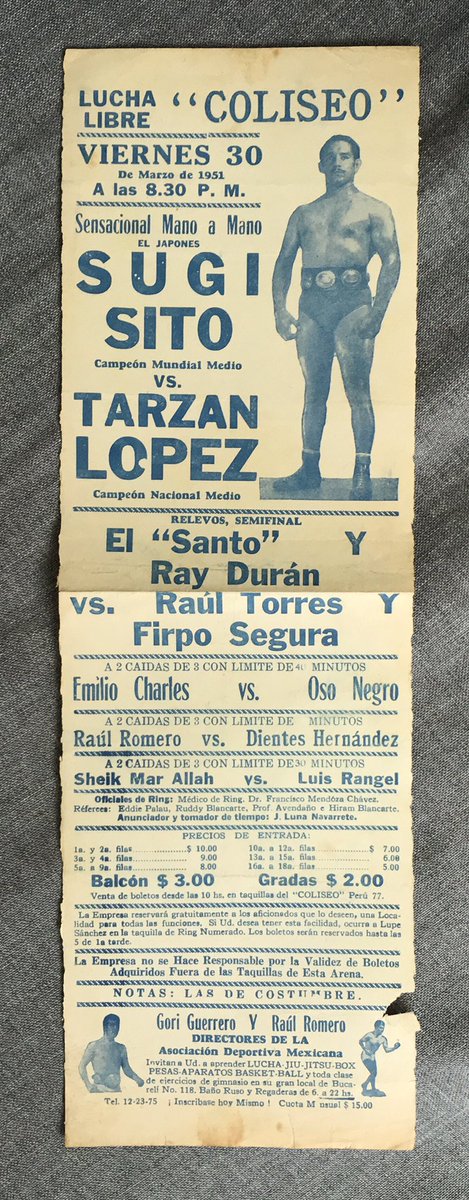 LUCHA LIBRE "COLISEO"
VIERNES 30
De Marzo de 1951
A las 8.30 P. M.
Sensacional Mano a Mano
EL JAPONES
SUGI
SITO
Campeón Mundial Medio
VS.
TARZAN
LOPEZ
Campeón Nacional Medio
RELEVOS, SEMIFINAL
El "Santo" Y
Ray Durán
vs. Raúl Torres Y
Firpo Segura
A 2 CAIDAS DE 3 CON LIMITE DE 40 MINUTOS
Emilio Charles vs. Oso Negro
A 2 CAIDAS DE 3 CON LIMITE DE MINUTOS
Raúl Romero vs. Dientes Hernández
A 2 CAIDAS DE 3 CON LIMITE DE 30 MINUTOS
Sheik Mar Allah vs. Luis Rangel
Oficiales de Ring: Médico de Ring. Dr. Francisco Mendóza Chávez.
Réferees: Eddie Palau, Ruddy Blancarte, Prof. Avendaño e Hiram Blancarte.
Anunciador y tomador de tiempo: J. Luna Navarrete.
PRECIOS DE ENTRADA:
1a. y 2a. filas $ 10.00 10a. a 12a. filas $ 7.00
3a. y 4a. filas 9.00 13a. a 15a. filas 6.00
5a. a 9a. filas 8.00 16a. a 18a. filas 5.00
Balcón $ 3.00 Gradas $ 2.00
Venta de boletos desde las 10 hs. en taquillas del "COLISEO" Perú 77.
La Empresa reservará gratuitamente a los aficionados que lo deseen, una Loca-
lidad para todas las funciones. Si Ud. desea tener esta facilidad, ocurra a Lupe
Sánchez en la taquilla de Ring Numerado. Los boletos serán reservados hasta las
5 de la tarde.
La Empresa no se Hace Responsable por la Validez de Boletos
Adquiridos Fuera de las Taquillas de Esta Arena.
NOTAS: LAS DE COSTUMBRE.
Gori Guerrero Y Raúl Romero
DIRECTORES DE LA
Asociación Deportiva Mexicana
Invitan a Ud. a aprender LUCHA-JIU-JITSU-BOX
PESAS-APARATOS BASKET-BALL y toda clase
de ejercicios de gimnasio en su gran local de Buca-
reli No. 118. Baño Ruso y Regaderas de 6. a 22 hs.
Tel. 12-23-75 ¡ Inscríbase hoy Mismo ! Cuota M usual $ 15.00